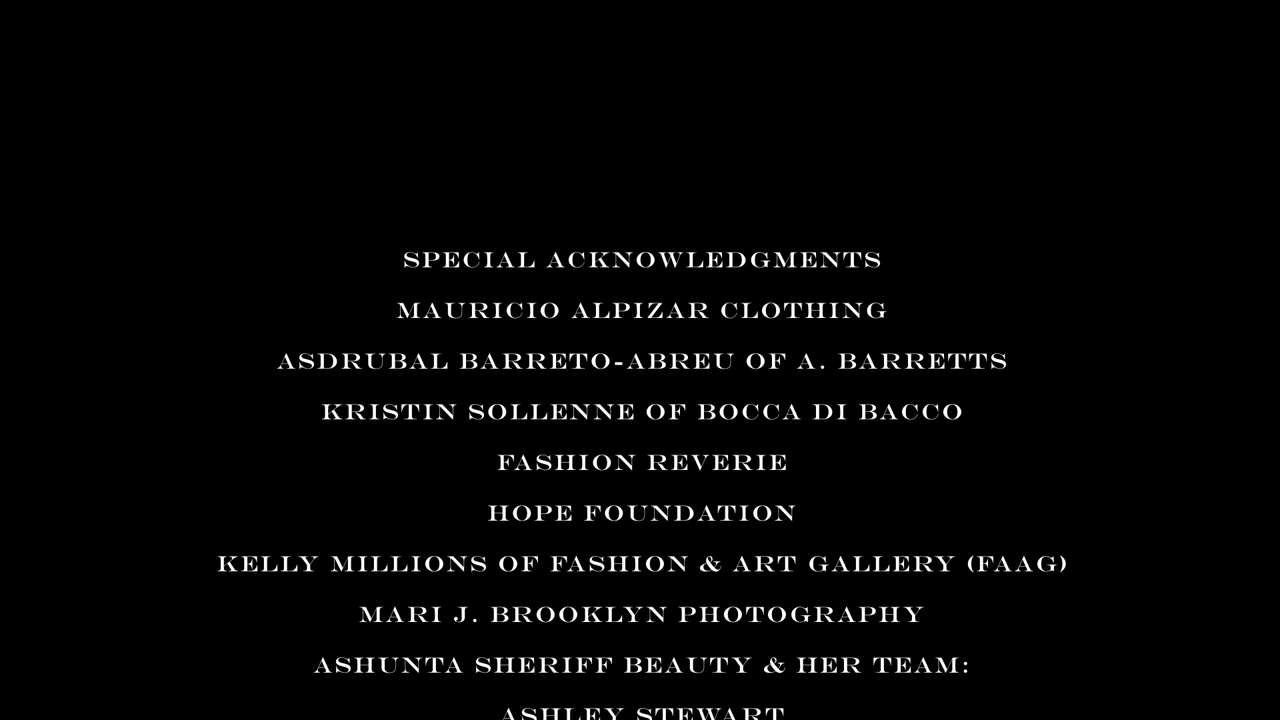 SPECIAL ACKNOWLEDGMENTS
MAURICIO ALPIZAR CLOTHING
ASDRUBAL BARRETO-ABREU OF A. BARRETTS
KRISTIN SOLLENNE OF BOCCA DI BACCO
FASHION REVERIE
HOPE FOUNDATION
KELLY MILLIONS OF FASHION & ART GALLERY (FAAG)
MARI J. BROOKLYN PHOTOGRAPHY
ASHUNTA SHERIFF BEAUTY & HER TEAM:
ASHLEY STEWART